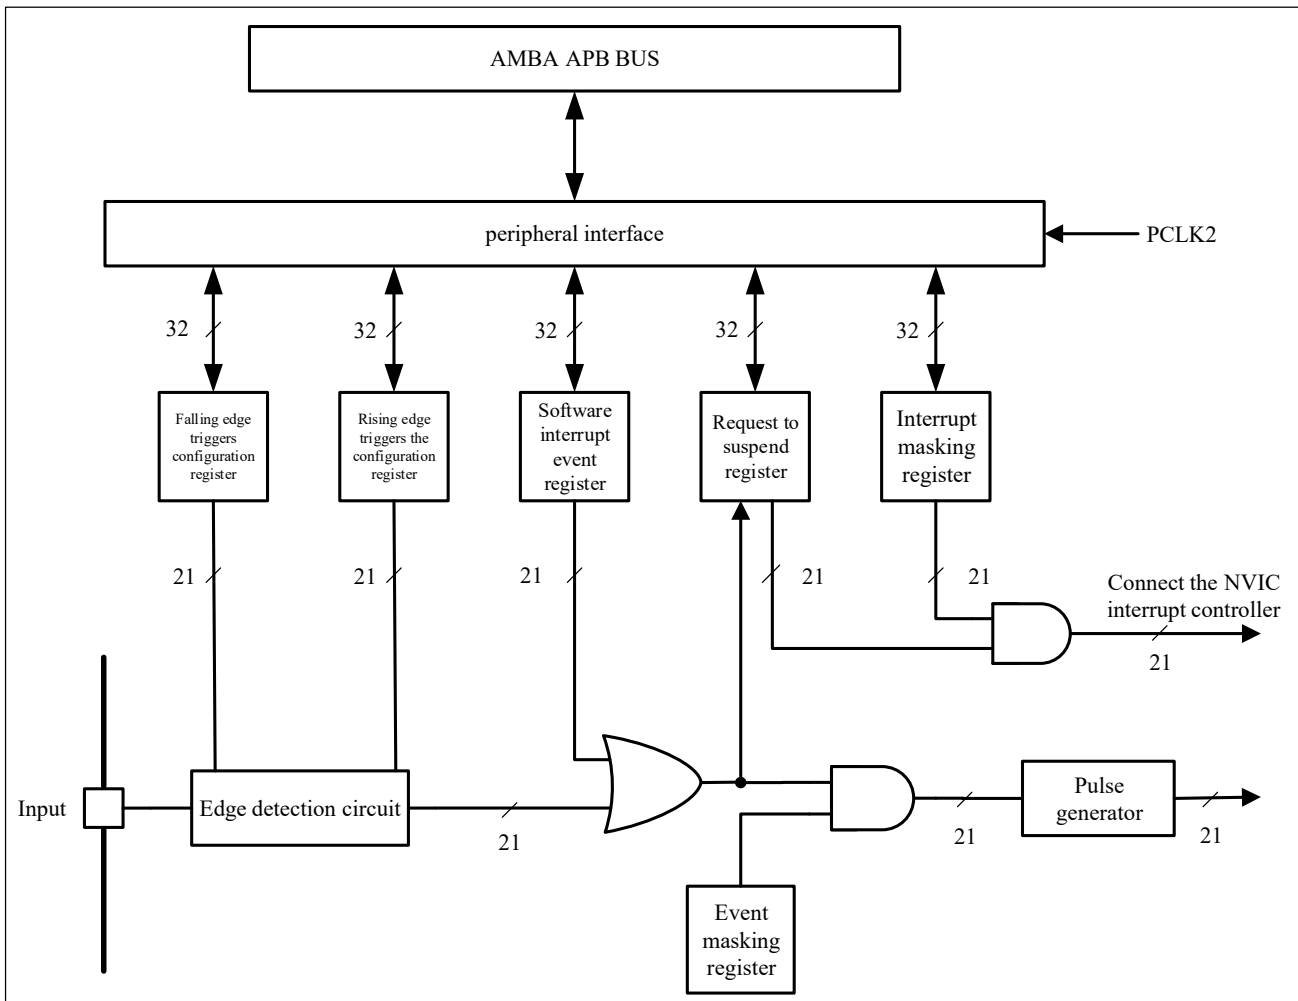 AMBA APB BUS
peripheral interface
PCLK2
32
32
32
32
32
Falling edge
triggers
configuration
register
Rising edge
triggers the
configuration
register
Software
interrupt
event
register
Request to
suspend
register
Interrupt
masking
register
21
21
21
21
21
Connect the NVIC
interrupt controller
21
Input
Edge detection circuit
21
21
Pulse
generator
21
Event
masking
register